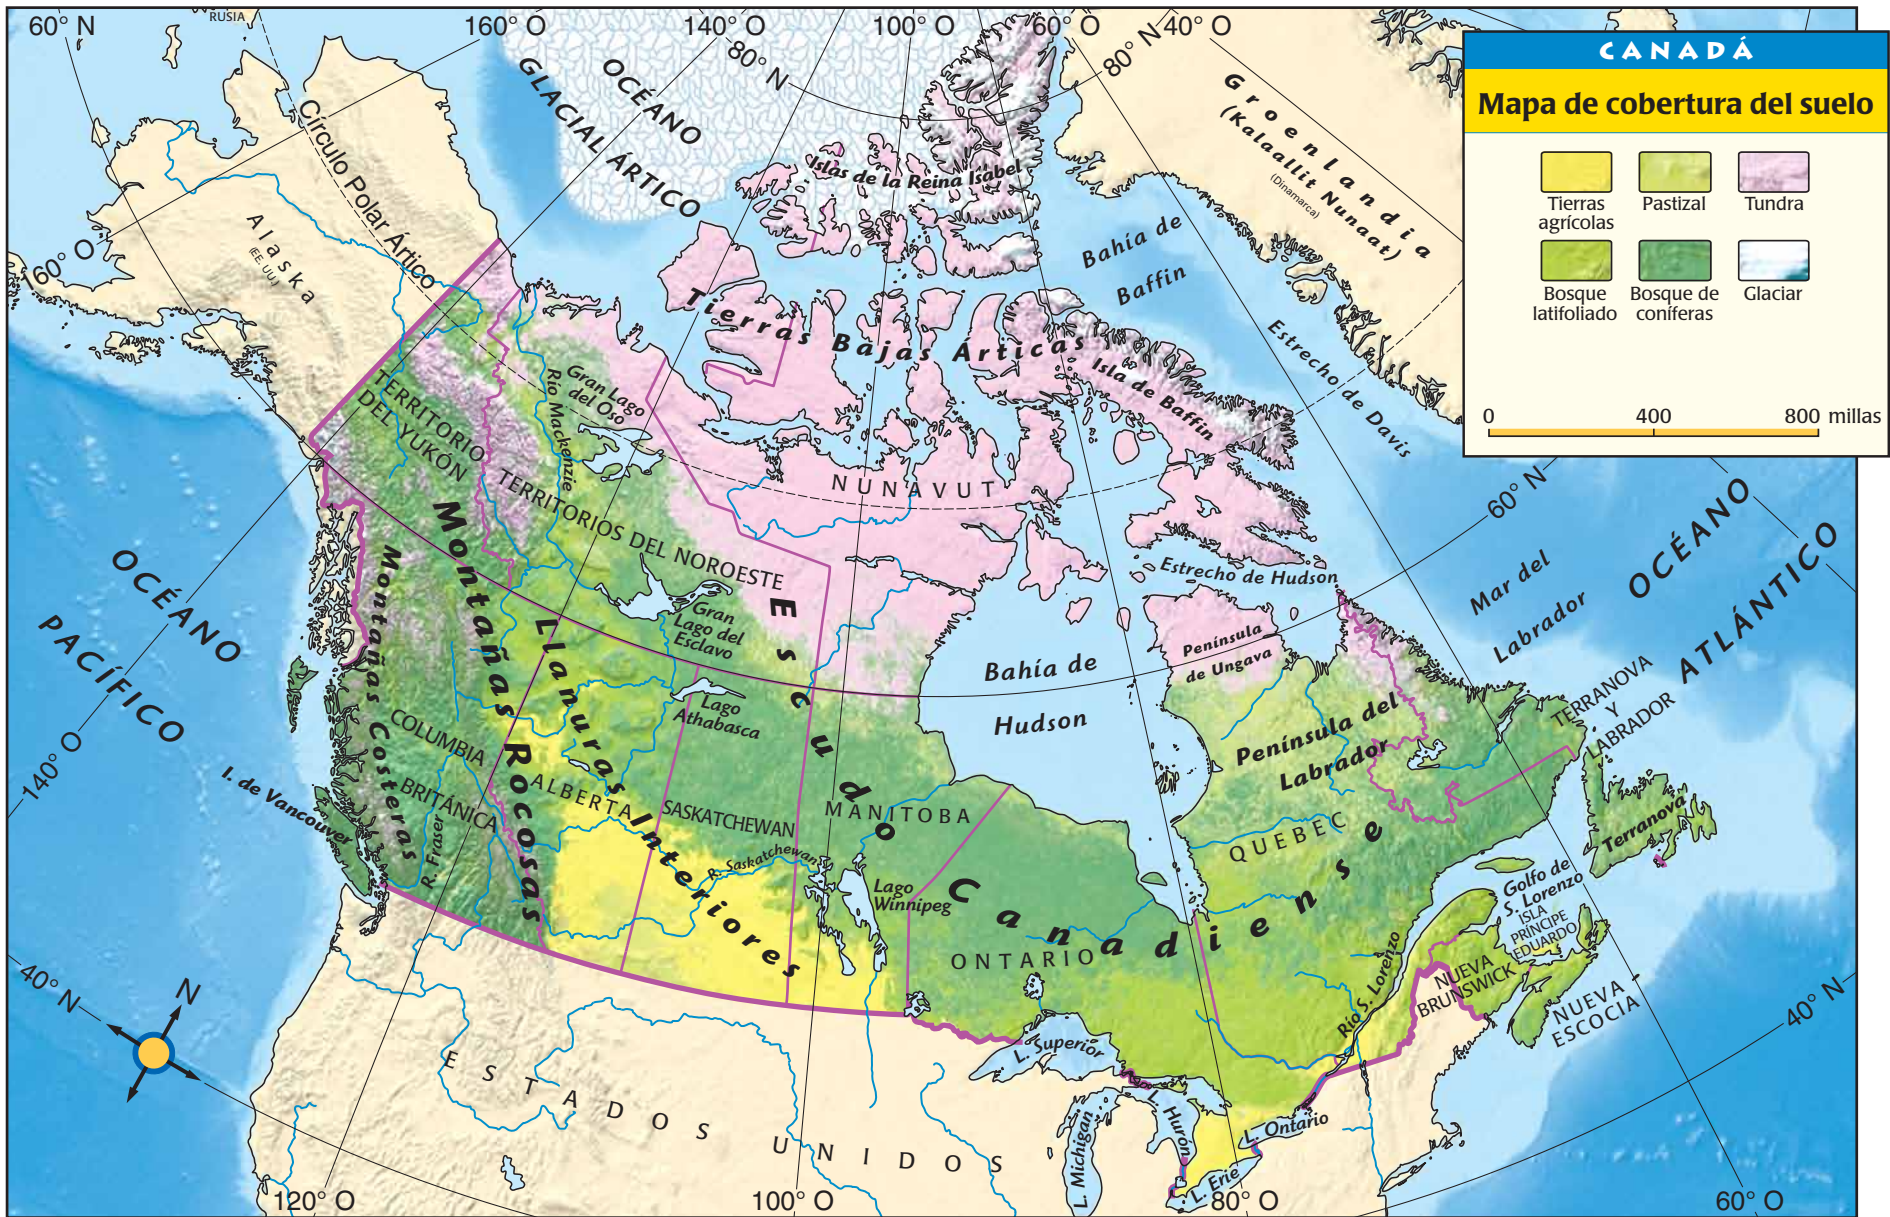 60° N
RUSIA
160° O
140° O
100° O
60° O
40° O
80° N
80° N
CANADÁ
Mapa de cobertura del suelo
Tierras
agrícolas
Pastizal
Tundra
Bosque
latifoliado
Bosque de
coníferas
Glaciar
0
400
800 millas
OCÉANO
GLACIAL ÁRTICO
Groenlandia
(Kalaallit Nunaat)
(Dinamarca)
Círculo Polar Ártico
Islas de la Reina Isabel
Alaska
(EE. UU.)
160° O
Bahía de
Baffin
Tierras Bajas Árticas
Isla de Baffin
Estrecho de Davis
Gran Lago
del Oso
Río Mackenzie
TERRITORIO
DEL YUKÓN
TERRITORIOS DEL NOROESTE
NUNAVUT
60° N
OCÉANO
ATLÁNTICO
Mar del
Labrador
Estrecho de Hudson
OCÉANO
PACÍFICO
Montañas Rocosas
Montañas Costeras
Llanuras Interiores
Escudo Canadiense
Gran
Lago del
Esclavo
Península
de Ungava
Bahía de
Hudson
Lago
Athabasca
COLUMBIA
BRITÁNICA
Península del
Labrador
TERRANOVA
Y
LABRADOR
140° O
I. de Vancouver
R. Fraser
ALBERTA
SASKATCHEWAN
MANITOBA
R. Saskatchewan
Lago
Winnipeg
QUEBEC
Terranova
Golfo de
S. Lorenzo
ISLA
PRÍNCIPE
EDUARDO
ONTARIO
Río S. Lorenzo
NUEVA
BRUNSWICK
NUEVA
ESCOCIA
40° N
N
40° N
L. Superior
ESTADOS UNIDOS
L. Michigan
L. Hurón
L. Ontario
L. Erie
120° O
100° O
80° O
60° O